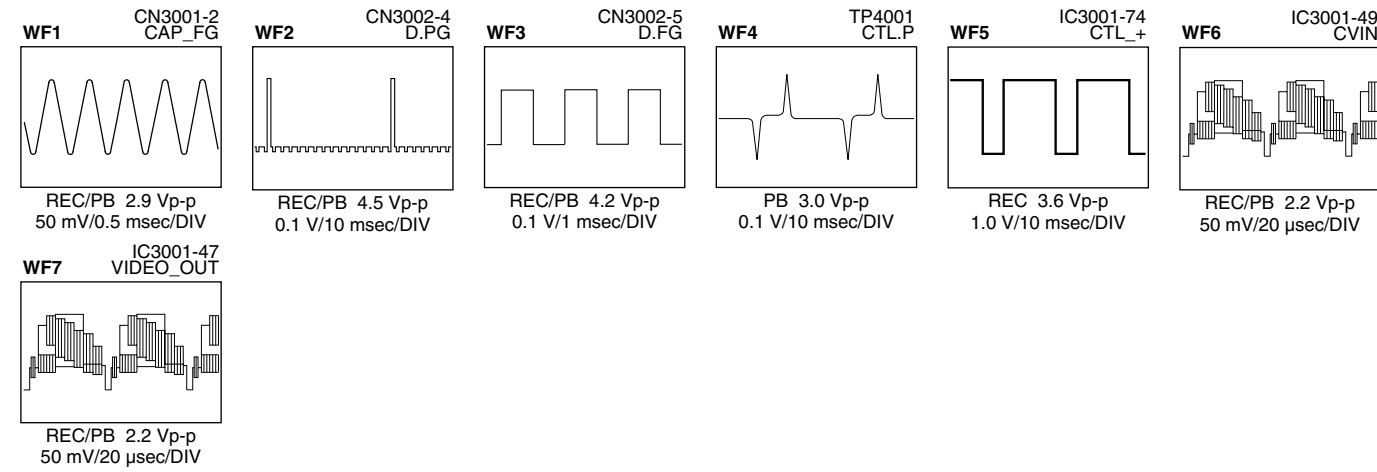 WF1 CN3001-2
CAP_FG
REC/PB 2.9 Vp-p
50 mV/0.5 msec/DIV
WF2 CN3002-4
D.PG
REC/PB 4.5 Vp-p
0.1 V/10 msec/DIV
WF3 CN3002-5
D.FG
REC/PB 4.2 Vp-p
0.1 V/1 msec/DIV
WF4 TP4001
CTL.P
PB 3.0 Vp-p
0.1 V/10 msec/DIV
WF5 IC3001-74
CTL_+
REC 3.6 Vp-p
1.0 V/10 msec/DIV
WF6 IC3001-49
CVIN
REC/PB 2.2 Vp-p
50 mV/20 μsec/DIV
WF7 IC3001-47
VIDEO_OUT
REC/PB 2.2 Vp-p
50 mV/20 μsec/DIV